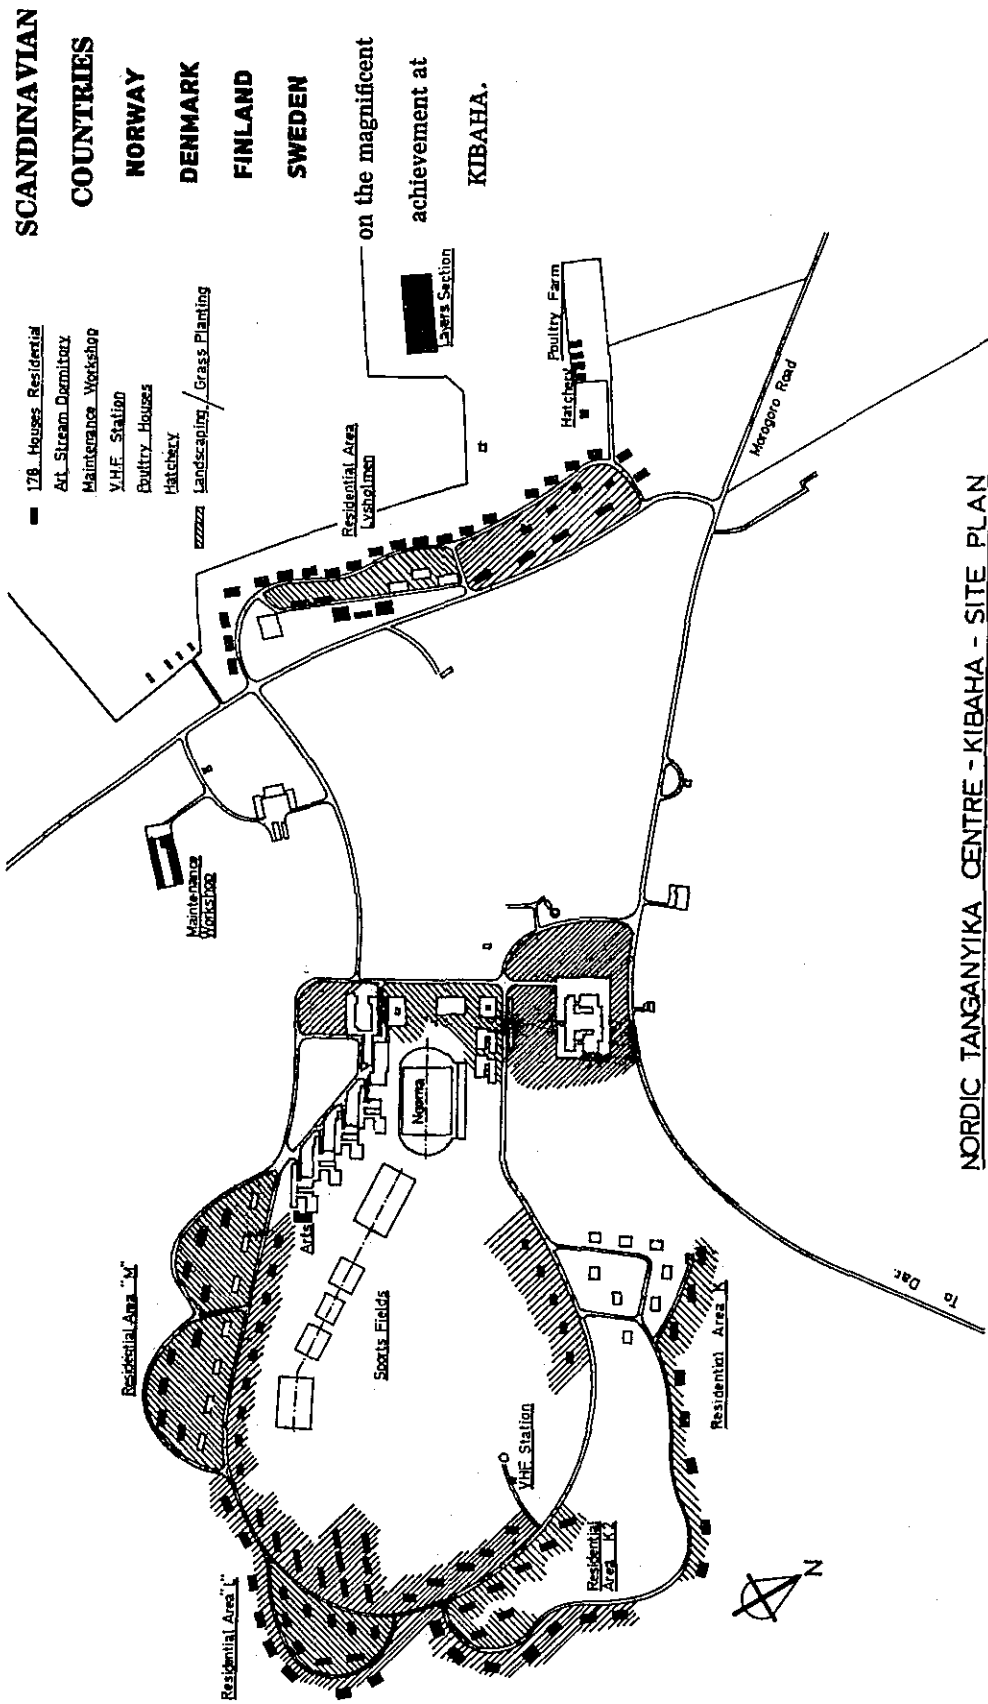 SCANDINAVIAN
COUNTRIES
NORWAY
DENMARK
FINLAND
SWEDEN
on the magnificent
achievement at
KIBAHA.
178 Houses Residential
Art Stream Dormitory
Maintenance Workshop
V.H.F. Station
Poultry Houses
Hatchery
Landscaping / Grass Planting
Layers Section
Poultry Farm
Hatchery
Residential Area
Lysholmen
Morogoro Road
Maintenance
Workshop
Ngoma
Arts
Sports Fields
Residential Area "M"
Residential Area "L"
VHF Station
Residential
Area K2
Residential Area K
To Dar.
N
NORDIC TANGANYIKA CENTRE - KIBAHA - SITE PLAN